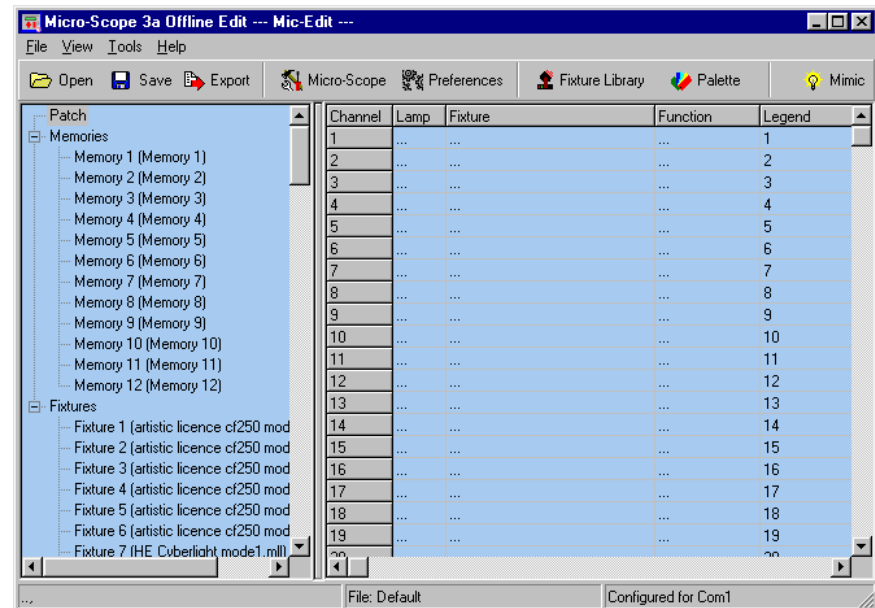 Micro-Scope 3a Offline Edit --- Mic-Edit ---
File View Tools Help
Open Save Export Micro-Scope Preferences Fixture Library Palette Mimic
Patch
Memories
Memory 1 (Memory 1)
Memory 2 (Memory 2)
Memory 3 (Memory 3)
Memory 4 (Memory 4)
Memory 5 (Memory 5)
Memory 6 (Memory 6)
Memory 7 (Memory 7)
Memory 8 (Memory 8)
Memory 9 (Memory 9)
Memory 10 (Memory 10)
Memory 11 (Memory 11)
Memory 12 (Memory 12)
Fixtures
Fixture 1 (artistic licence cf250 mod
Fixture 2 (artistic licence cf250 mod
Fixture 3 (artistic licence cf250 mod
Fixture 4 (artistic licence cf250 mod
Fixture 5 (artistic licence cf250 mod
Fixture 6 (artistic licence cf250 mod
Fixture 7 (HE Cyberlight mode1.mll)
Channel Lamp Fixture Function Legend
1 ... ... ... 1
2 ... ... ... 2
3 ... ... ... 3
4 ... ... ... 4
5 ... ... ... 5
6 ... ... ... 6
7 ... ... ... 7
8 ... ... ... 8
9 ... ... ... 9
10 ... ... ... 10
11 ... ... ... 11
12 ... ... ... 12
13 ... ... ... 13
14 ... ... ... 14
15 ... ... ... 15
16 ... ... ... 16
17 ... ... ... 17
18 ... ... ... 18
19 ... ... ... 19
.., File: Default Configured for Com1